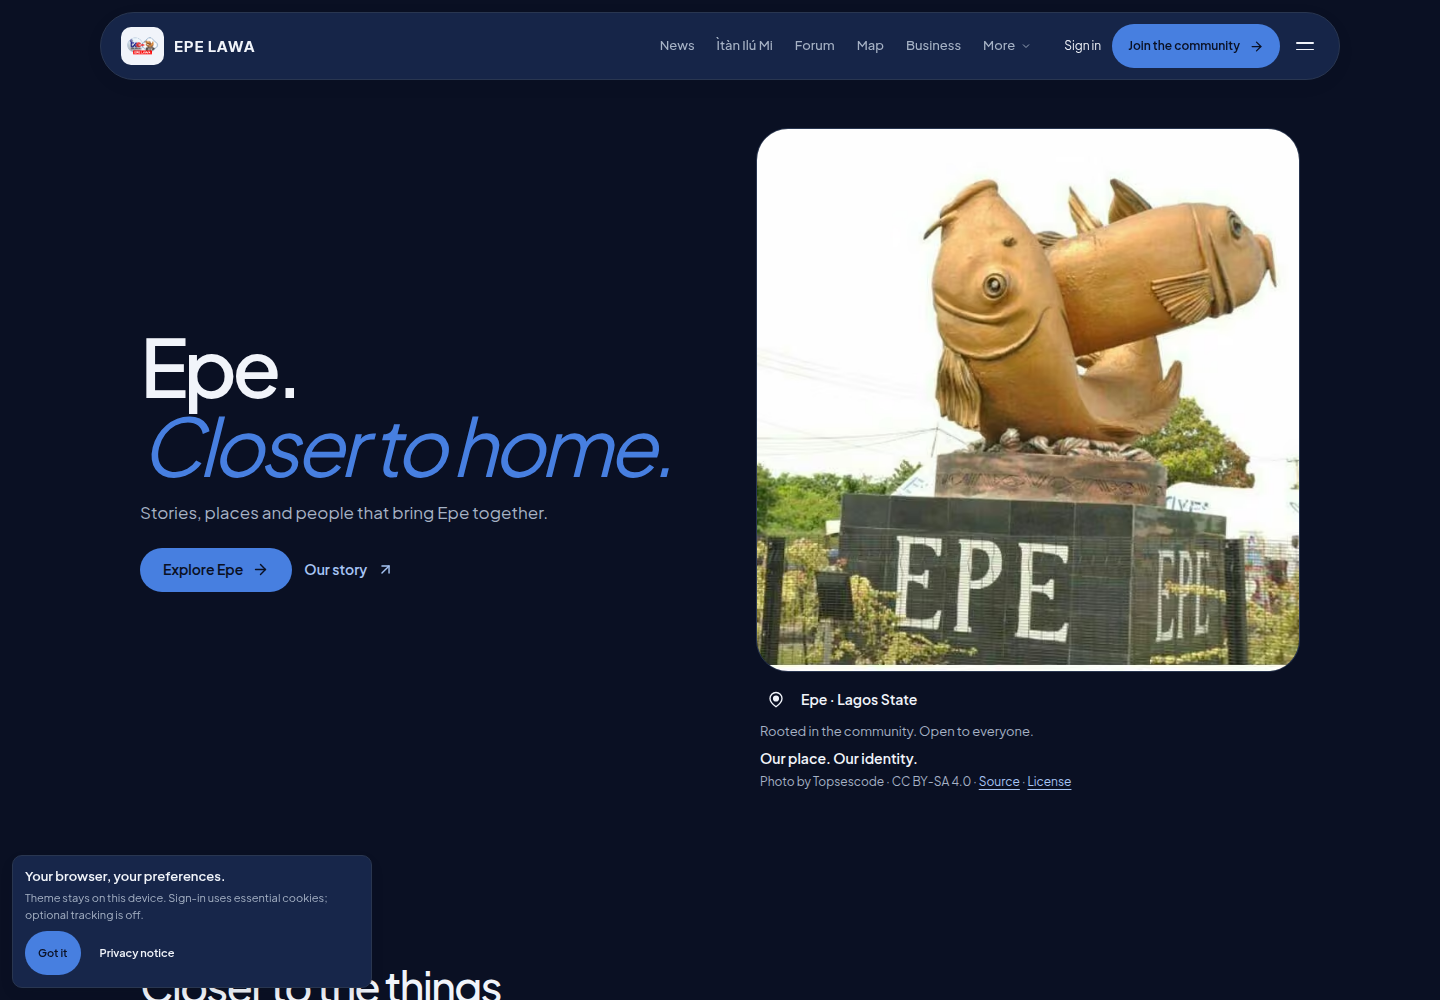 EPE LAWA
News
Ìtàn Ilú Mi
Forum
Map
Business
More
Sign in
Join the community
Epe.
Closer to home.
Stories, places and people that bring Epe together.
Explore Epe
Our story
EPE
EPE
Epe · Lagos State
Rooted in the community. Open to everyone.
Our place. Our identity.
Photo by Topsescode · CC BY-SA 4.0 · Source · License
Your browser, your preferences.
Theme stays on this device. Sign-in uses essential cookies;
optional tracking is off.
Got it
Privacy notice
Closer to the things